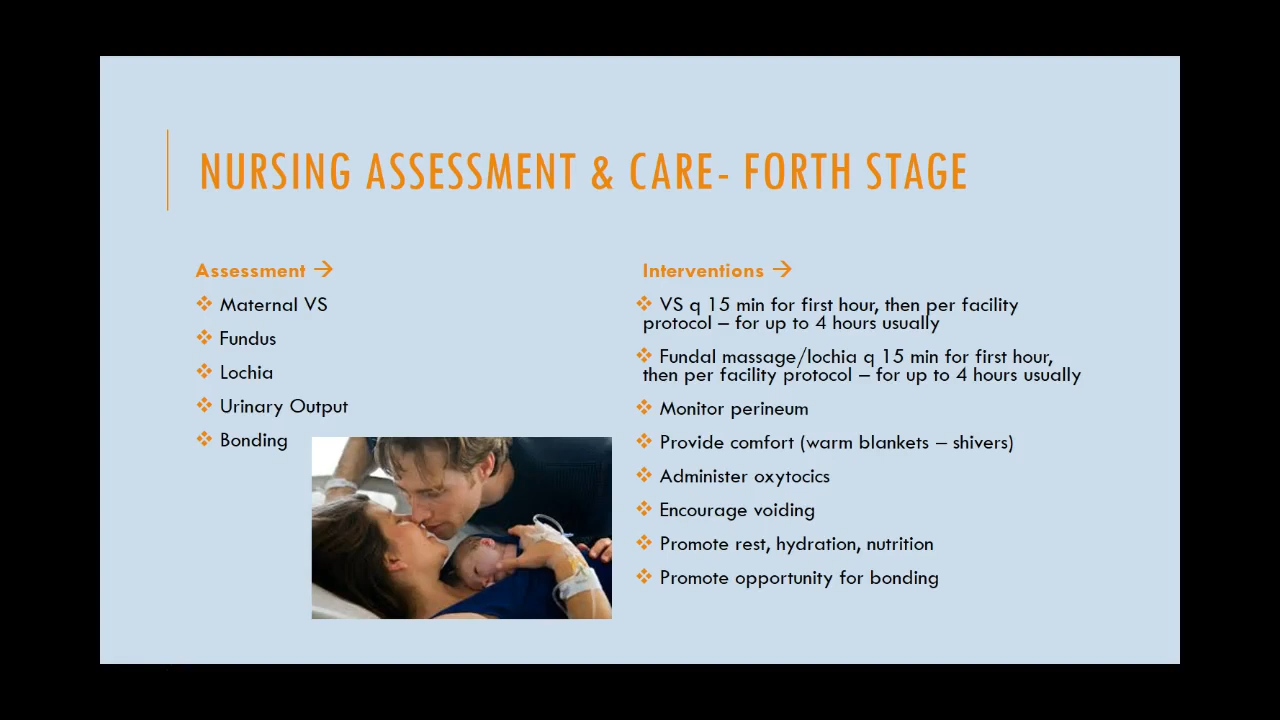 NURSING ASSESSMENT & CARE- FORTH STAGE
Assessment →
❖ Maternal VS
❖ Fundus
❖ Lochia
❖ Urinary Output
❖ Bonding
Interventions →
❖ VS q 15 min for first hour, then per facility
protocol – for up to 4 hours usually
❖ Fundal massage/lochia q 15 min for first hour,
then per facility protocol – for up to 4 hours usually
❖ Monitor perineum
❖ Provide comfort (warm blankets – shivers)
❖ Administer oxytocics
❖ Encourage voiding
❖ Promote rest, hydration, nutrition
❖ Promote opportunity for bonding